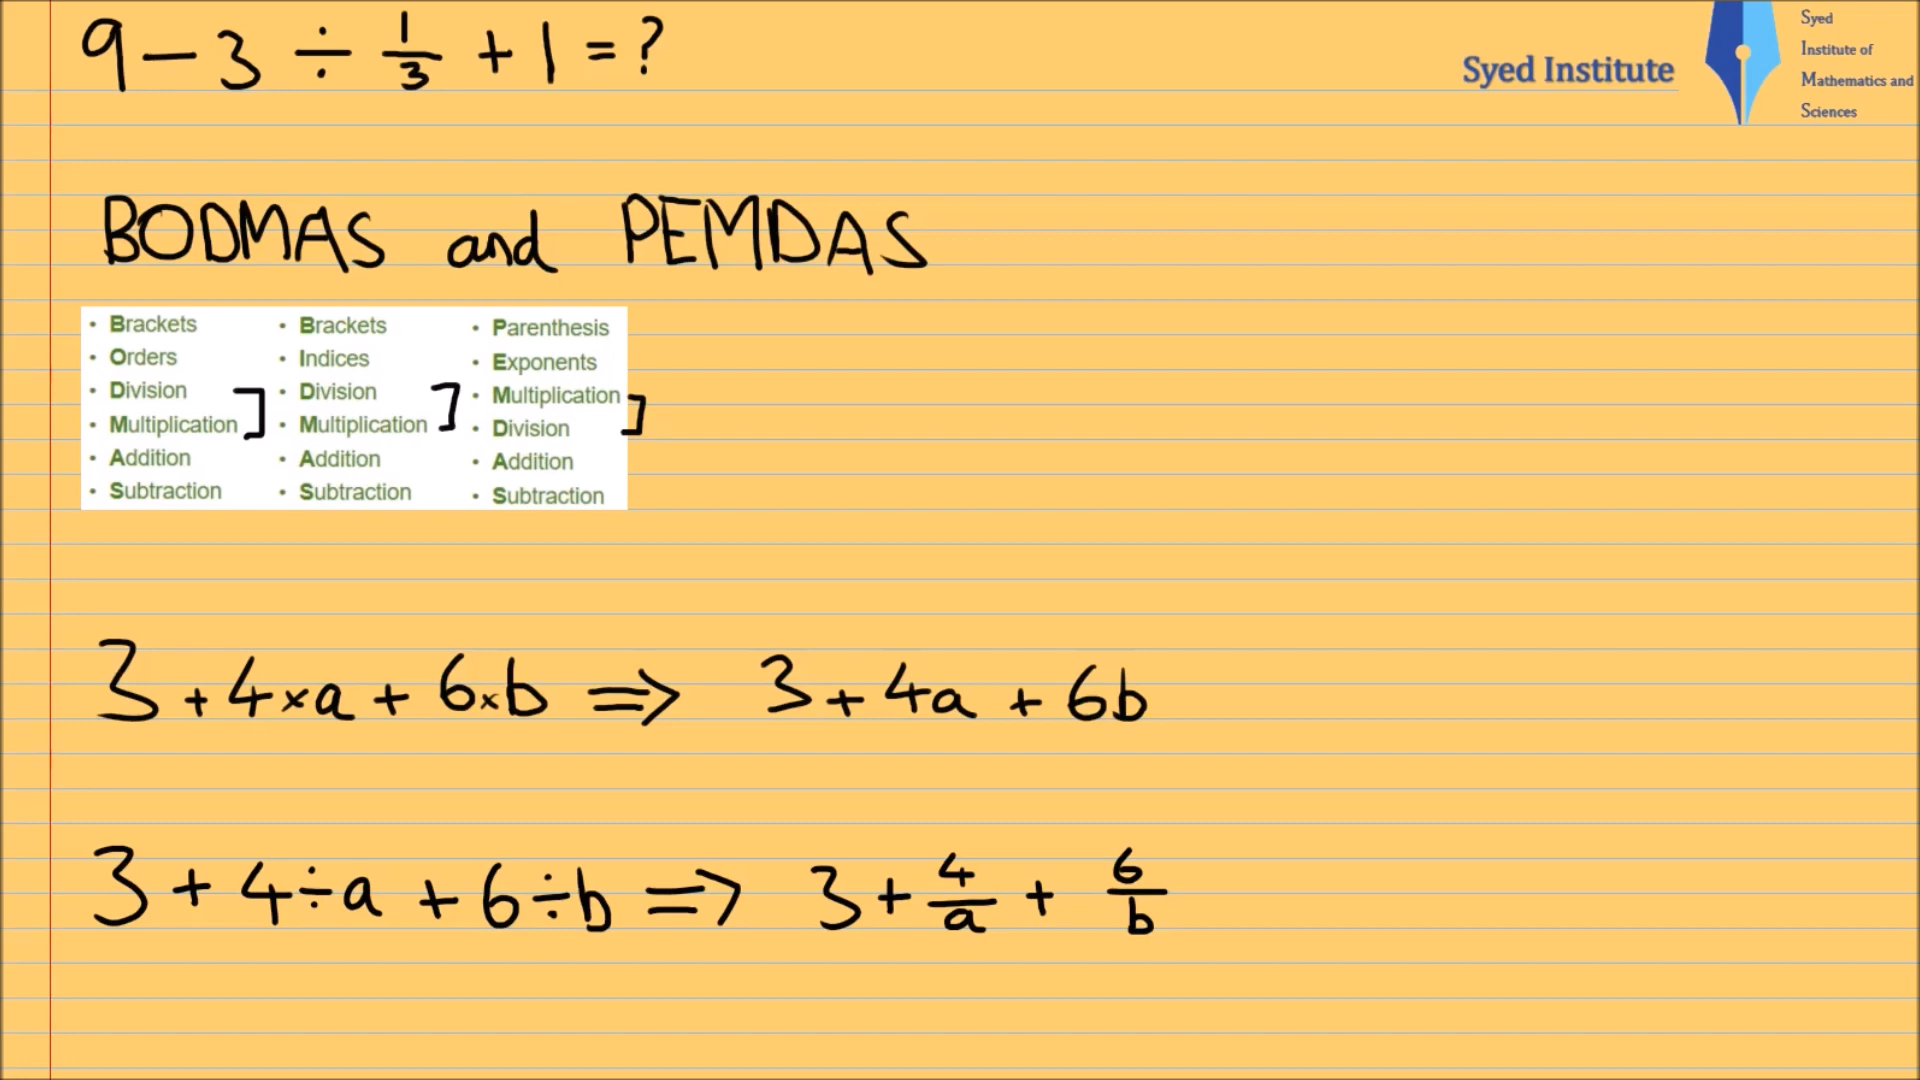 9 - 3 ÷ 1/3 + 1 = ?
Syed Institute
Syed
Institute of
Mathematics and
Sciences
BODMAS and PEMDAS
• Brackets
• Orders
• Division
• Multiplication
• Addition
• Subtraction
• Brackets
• Indices
• Division
• Multiplication
• Addition
• Subtraction
• Parenthesis
• Exponents
• Multiplication
• Division
• Addition
• Subtraction
3 + 4 × a + 6 × b ⇒ 3 + 4a + 6b
3 + 4 ÷ a + 6 ÷ b ⇒ 3 + 4/a + 6/b